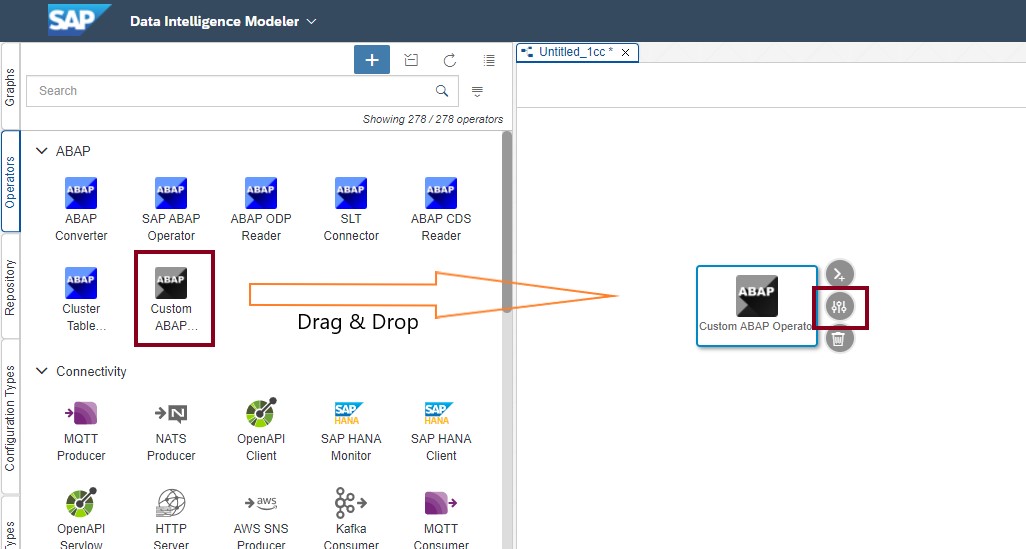 SAP Data Intelligence Modeler
Graphs
Operators
Repository
Configuration Types
Types
Search
Showing 278 / 278 operators
ABAP
ABAP ABAP ABAP ABAP ABAP
ABAP SAP ABAP ABAP ODP SLT ABAP CDS
Converter Operator Reader Connector Reader
ABAP ABAP
Cluster Custom
Table... ABAP...
Connectivity
N SAP HANA SAP HANA
MQTT NATS OpenAPI SAP HANA SAP HANA
Producer Producer Client Monitor Client
aws
OpenAPI HTTP AWS SNS Kafka MQTT
Servlow Server Producer Consumer Consumer
Drag & Drop
Untitled_1cc *
ABAP
Custom ABAP Operato